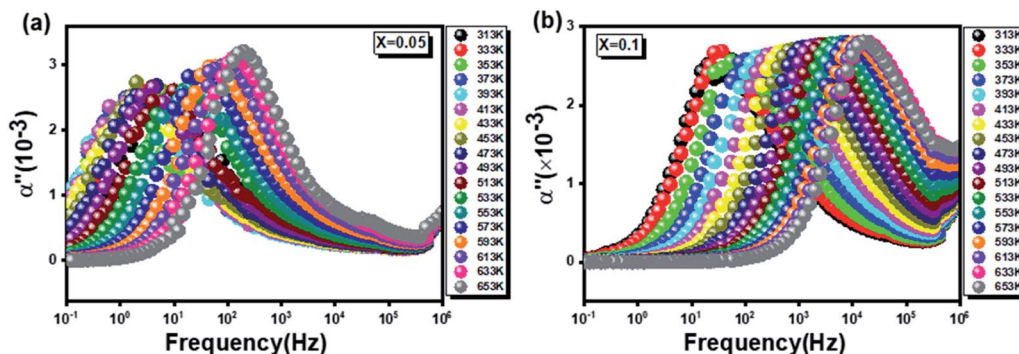 (a)
X=0.05
α"(10⁻³)
3
2
1
0
10⁻¹ 10⁰ 10¹ 10² 10³ 10⁴ 10⁵ 10⁶
Frequency(Hz)
313K
333K
353K
373K
393K
413K
433K
453K
473K
493K
513K
533K
553K
573K
593K
613K
633K
653K
(b)
X=0.1
α"(×10⁻³)
3
2
1
0
10⁻¹ 10⁰ 10¹ 10² 10³ 10⁴ 10⁵ 10⁶
Frequency(Hz)
313K
333K
353K
373K
393K
413K
433K
453K
473K
493K
513K
533K
553K
573K
593K
613K
633K
653K